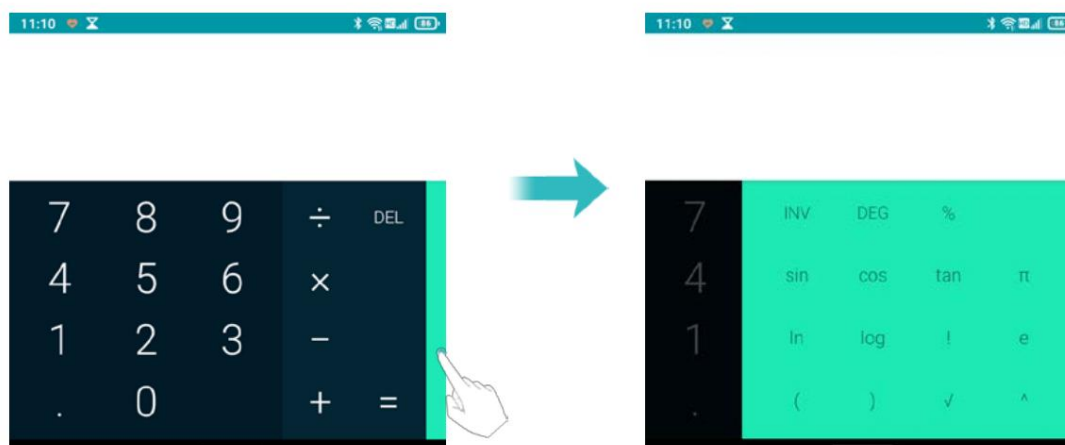 11:10
86
7 8 9 ÷ DEL
4 5 6 ×
1 2 3 −
. 0 + =
11:10
86
7 INV DEG %
4 sin cos tan π
1 ln log ! e
. ( ) √ ^